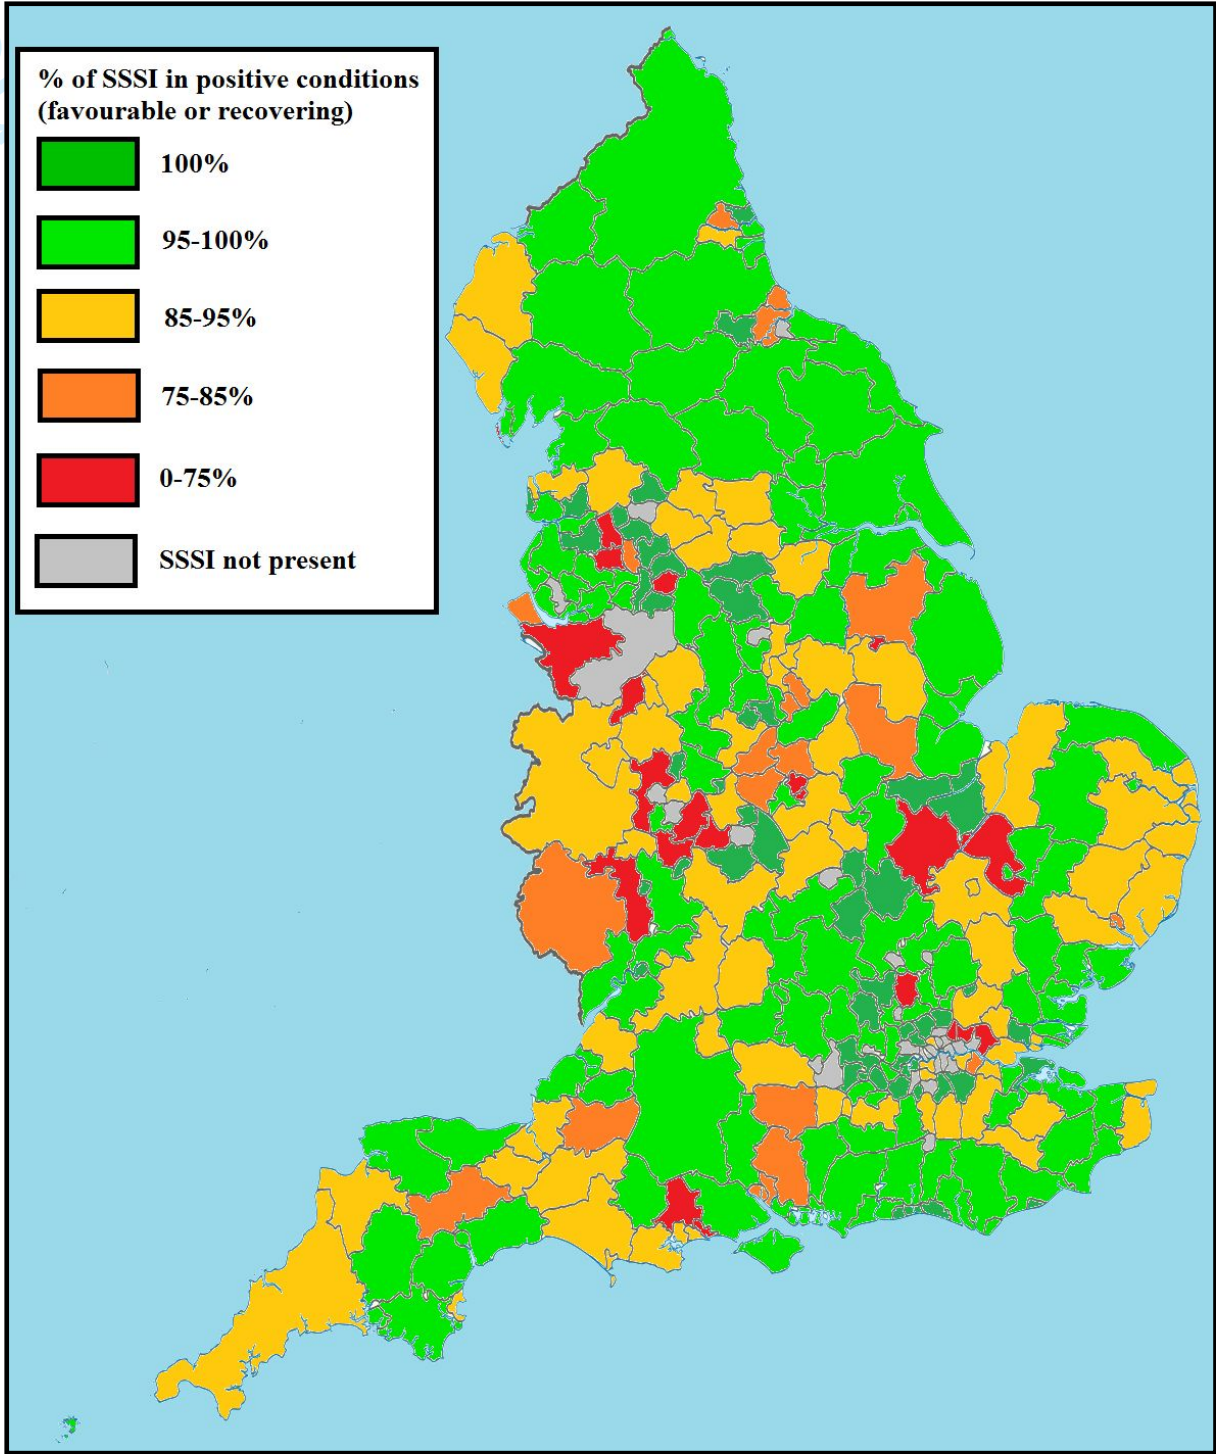 % of SSSI in positive conditions
(favourable or recovering)
100%
95-100%
85-95%
75-85%
0-75%
SSSI not present